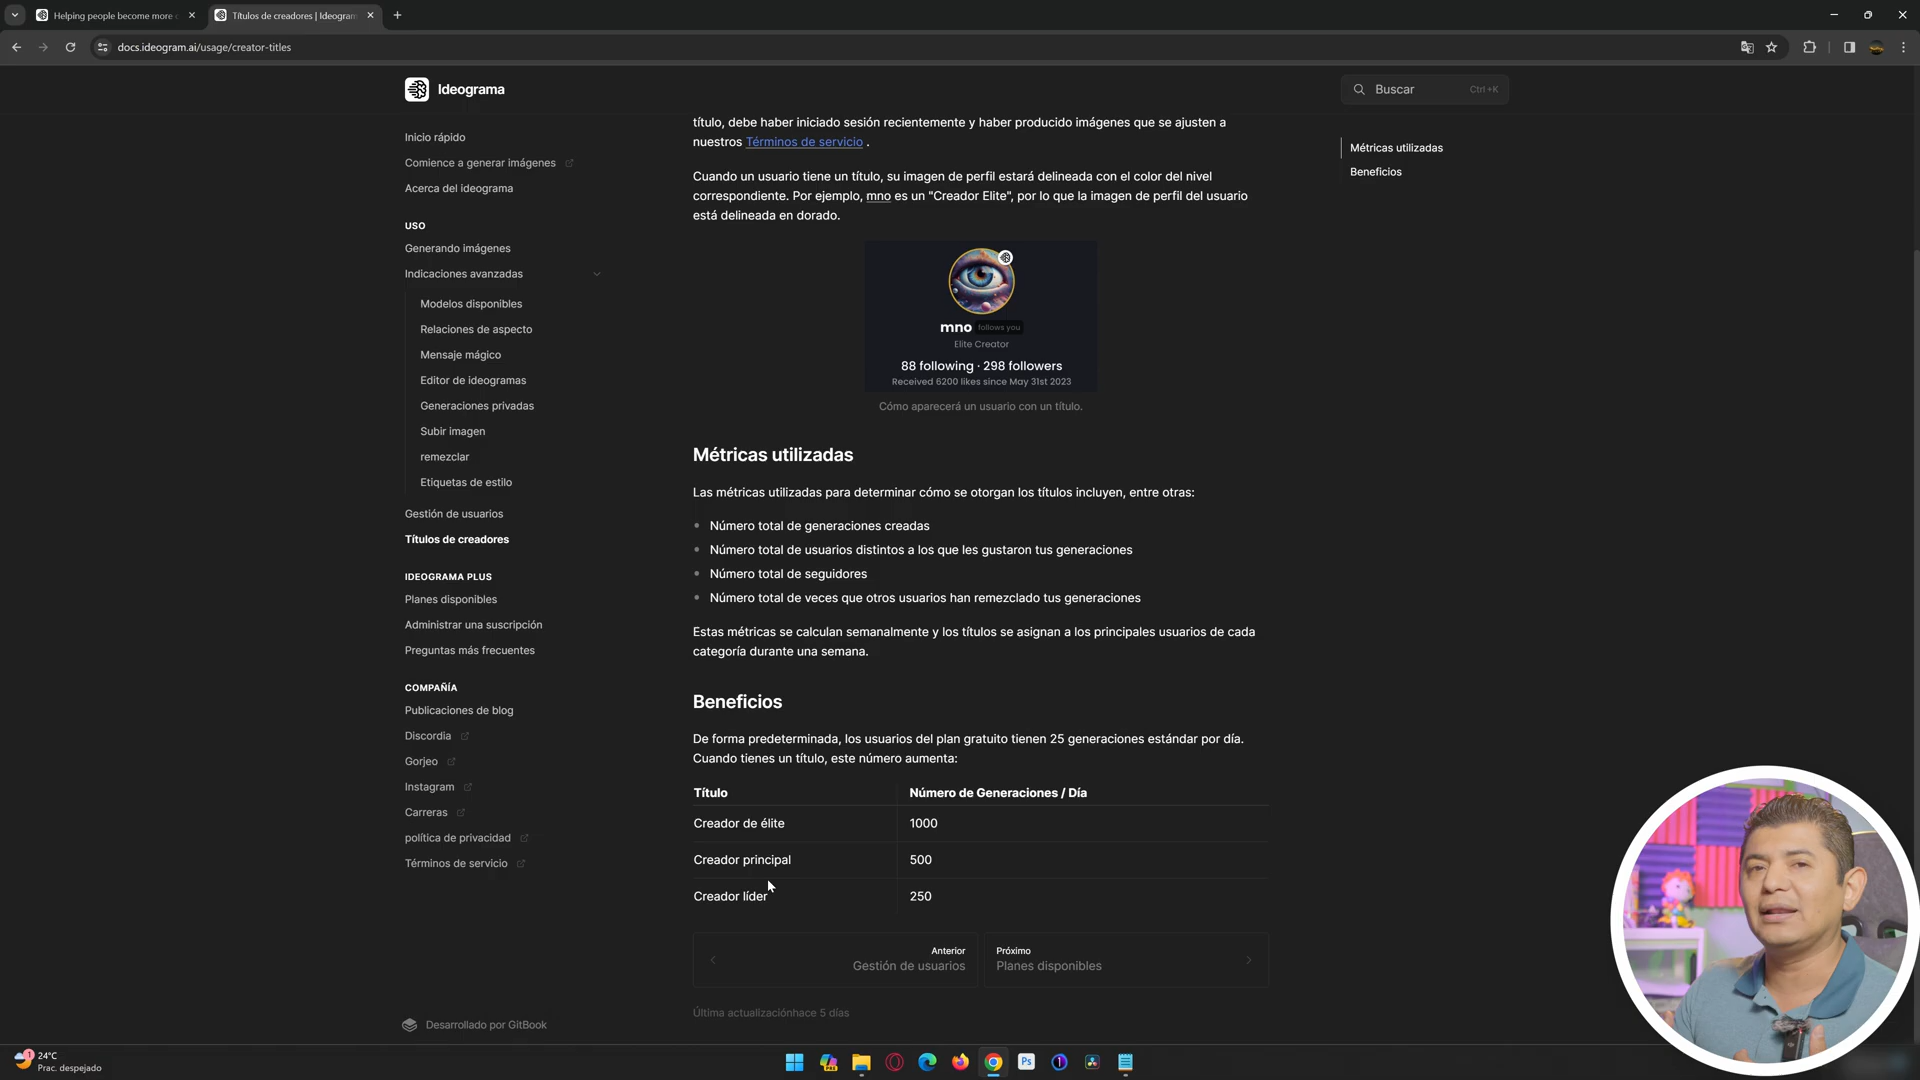 Helping people become more c
Títulos de creadores | Ideogram
docs.ideogram.ai/usage/creator-titles
Ideograma
Buscar
Ctrl +K
Inicio rápido
Comience a generar imágenes
Acerca del ideograma
USO
Generando imágenes
Indicaciones avanzadas
Modelos disponibles
Relaciones de aspecto
Mensaje mágico
Editor de ideogramas
Generaciones privadas
Subir imagen
remezclar
Etiquetas de estilo
Gestión de usuarios
Títulos de creadores
IDEOGRAMA PLUS
Planes disponibles
Administrar una suscripción
Preguntas más frecuentes
COMPAÑÍA
Publicaciones de blog
Discordia
Gorjeo
Instagram
Carreras
política de privacidad
Términos de servicio
Desarrollado por GitBook
título, debe haber iniciado sesión recientemente y haber producido imágenes que se ajusten a
nuestros Términos de servicio .
Cuando un usuario tiene un título, su imagen de perfil estará delineada con el color del nivel
correspondiente. Por ejemplo, mno es un "Creador Elite", por lo que la imagen de perfil del usuario
está delineada en dorado.
mno follows you
Elite Creator
88 following · 298 followers
Received 6200 likes since May 31st 2023
Cómo aparecerá un usuario con un título.
Métricas utilizadas
Las métricas utilizadas para determinar cómo se otorgan los títulos incluyen, entre otras:
Número total de generaciones creadas
Número total de usuarios distintos a los que les gustaron tus generaciones
Número total de seguidores
Número total de veces que otros usuarios han remezclado tus generaciones
Estas métricas se calculan semanalmente y los títulos se asignan a los principales usuarios de cada
categoría durante una semana.
Beneficios
De forma predeterminada, los usuarios del plan gratuito tienen 25 generaciones estándar por día.
Cuando tienes un título, este número aumenta:
Título Número de Generaciones / Día
Creador de élite 1000
Creador principal 500
Creador líder 250
Anterior
Gestión de usuarios
Próximo
Planes disponibles
Última actualizaciónhace 5 días
Métricas utilizadas
Beneficios
1
24°C
Prac. despejado
PRE
Ps
1